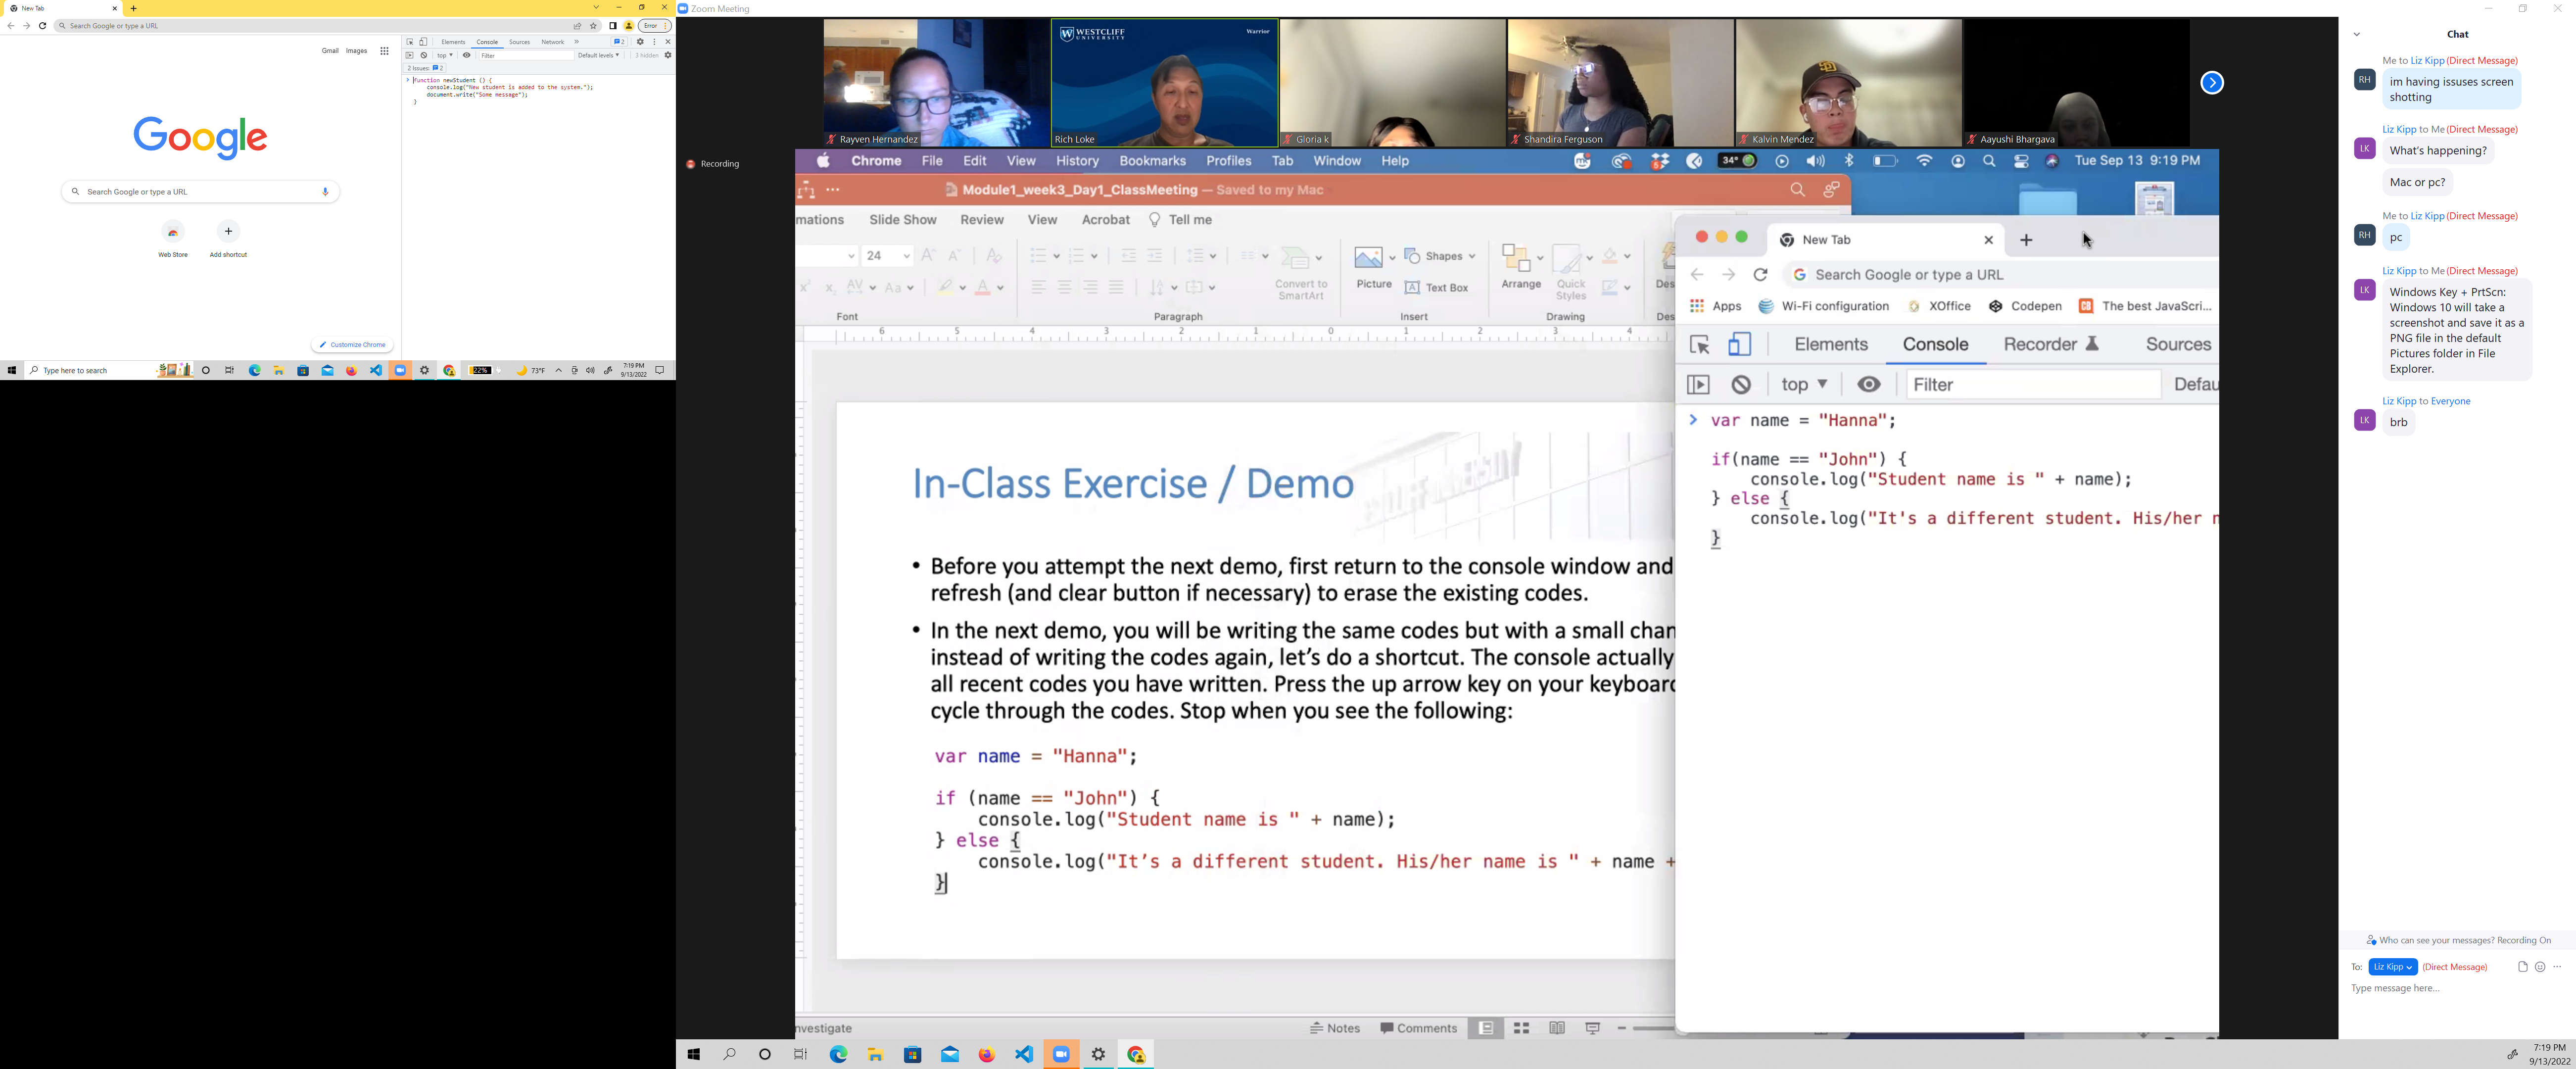 New Tab
Search Google or type a URL
Error
Gmail Images
Google
Search Google or type a URL
Web Store
Add shortcut
Customize Chrome
Elements Console Sources Network »
2
top
Filter
Default levels
3 hidden
2 Issues: 2
function newStudent () {
console.log("New student is added to the system.");
document.write("Some message");
}
Type here to search
22%
73°F
7:19 PM
9/13/2022
Zoom Meeting
Recording
Rayven Hernandez
WESTCLIFF
UNIVERSITY
Warrior
Rich Loke
Gloria k
Shandira Ferguson
Kalvin Mendez
Aayushi Bhargava
Chrome File Edit View History Bookmarks Profiles Tab Window Help
34°
Tue Sep 13 9:19 PM
Module1_week3_Day1_ClassMeeting — Saved to my Mac
mations Slide Show Review View Acrobat Tell me
24
Convert to
SmartArt
Picture
Shapes
Text Box
Arrange
Quick
Styles
Des
Font
Paragraph
Insert
Drawing
Des
6 5 4 3 2 1 0 1 2 3 4
In-Class Exercise / Demo
• Before you attempt the next demo, first return to the console window and
refresh (and clear button if necessary) to erase the existing codes.
• In the next demo, you will be writing the same codes but with a small chan
instead of writing the codes again, let's do a shortcut. The console actually
all recent codes you have written. Press the up arrow key on your keyboard
cycle through the codes. Stop when you see the following:
var name = "Hanna";
if (name == "John") {
console.log("Student name is " + name);
} else {
console.log("It's a different student. His/her name is " + name +
}
nvestigate
Notes
Comments
New Tab
Search Google or type a URL
Apps
Wi-Fi configuration
XOffice
Codepen
The best JavaScri...
Elements Console Recorder Sources
top
Filter
Defau
> var name = "Hanna";
if(name == "John") {
console.log("Student name is " + name);
} else {
console.log("It's a different student. His/her n
}
Chat
Me to Liz Kipp (Direct Message)
RH
im having issuses screen
shotting
Liz Kipp to Me (Direct Message)
LK
What's happening?
Mac or pc?
Me to Liz Kipp (Direct Message)
RH
pc
Liz Kipp to Me (Direct Message)
LK
Windows Key + PrtScn:
Windows 10 will take a
screenshot and save it as a
PNG file in the default
Pictures folder in File
Explorer.
Liz Kipp to Everyone
LK
brb
Who can see your messages? Recording On
To: Liz Kipp (Direct Message)
Type message here...
7:19 PM
9/13/2022